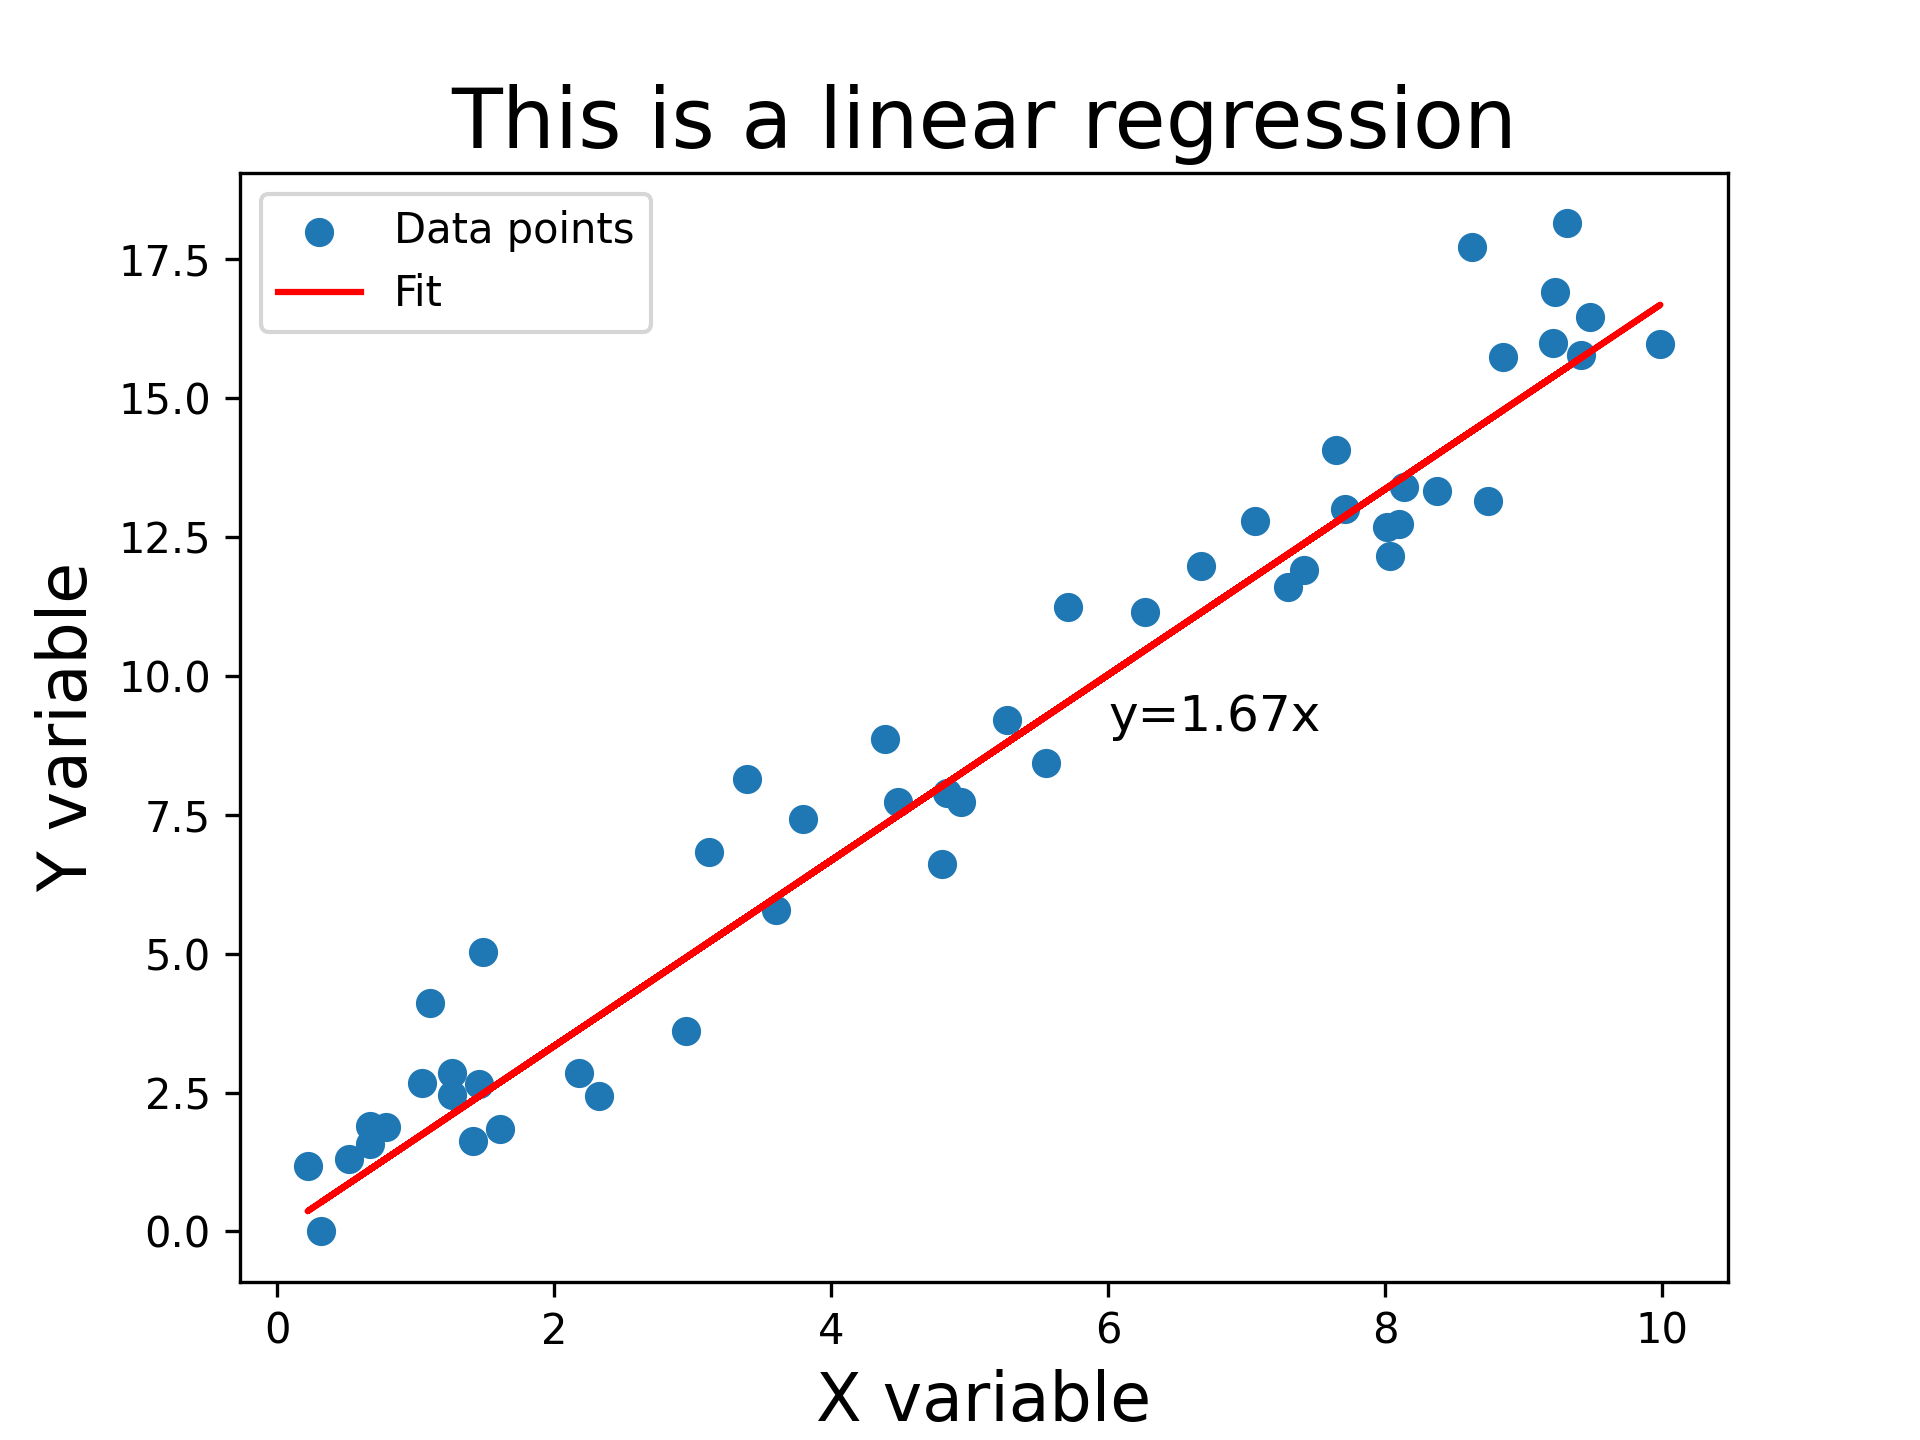 This is a linear regression
Data points
Fit
17.5
15.0
12.5
10.0
7.5
5.0
2.5
0.0
Y variable
y=1.67x
0 2 4 6 8 10
X variable